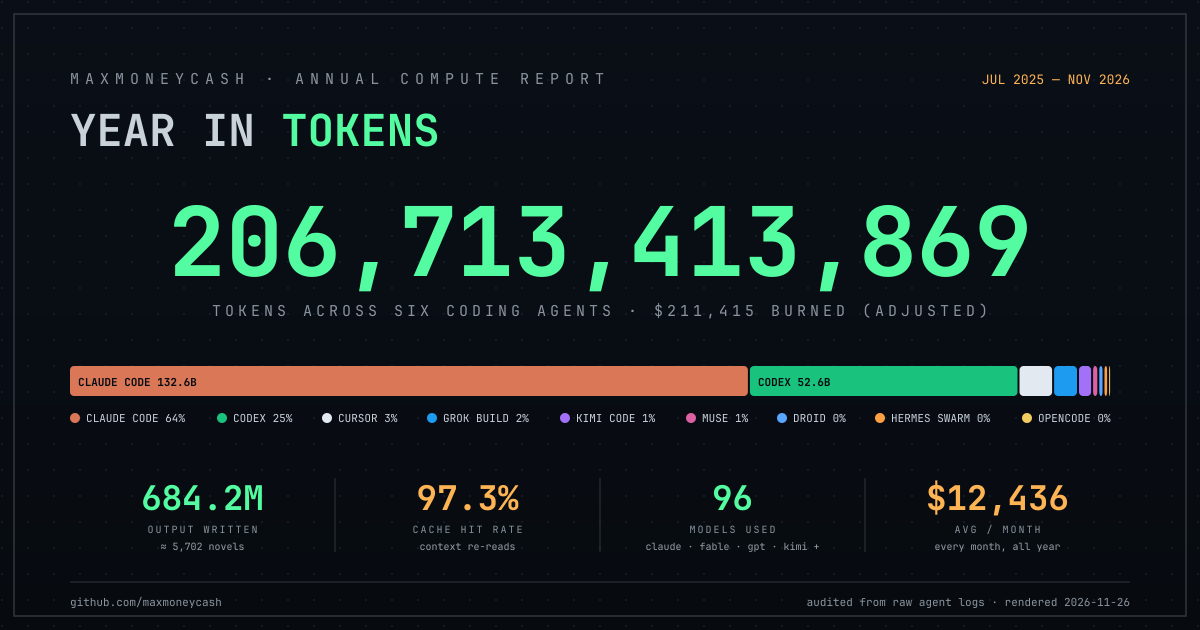 MAXMONEYCASH · ANNUAL COMPUTE REPORT
JUL 2025 — NOV 2026
YEAR IN TOKENS
206,713,413,869
TOKENS ACROSS SIX CODING AGENTS · $211,415 BURNED (ADJUSTED)
CLAUDE CODE 132.6B CODEX 52.6B
CLAUDE CODE 64% CODEX 25% CURSOR 3% GROK BUILD 2% KIMI CODE 1% MUSE 1% DROID 0% HERMES SWARM 0% OPENCODE 0%
684.2M 97.3% 96 $12,436
OUTPUT WRITTEN CACHE HIT RATE MODELS USED AVG / MONTH
≈ 5,702 novels context re-reads claude · fable · gpt · kimi + every month, all year
github.com/maxmoneycash audited from raw agent logs · rendered 2026-11-26